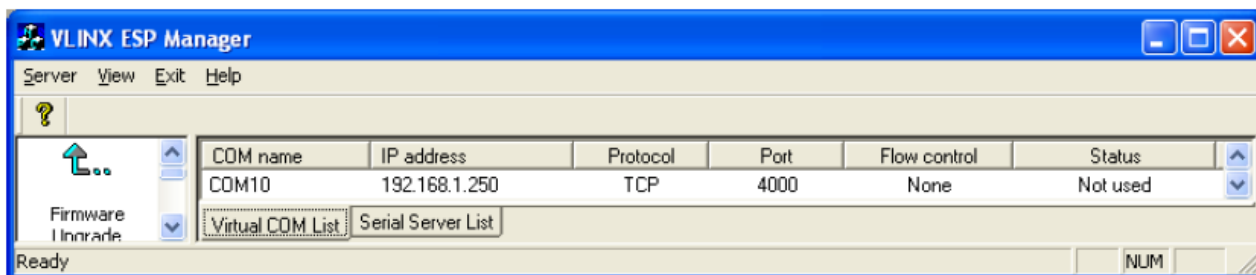 VLINX ESP Manager
Server View Exit Help
COM name IP address Protocol Port Flow control Status
COM10 192.168.1.250 TCP 4000 None Not used
Firmware
Upgrade
Virtual COM List Serial Server List
Ready NUM